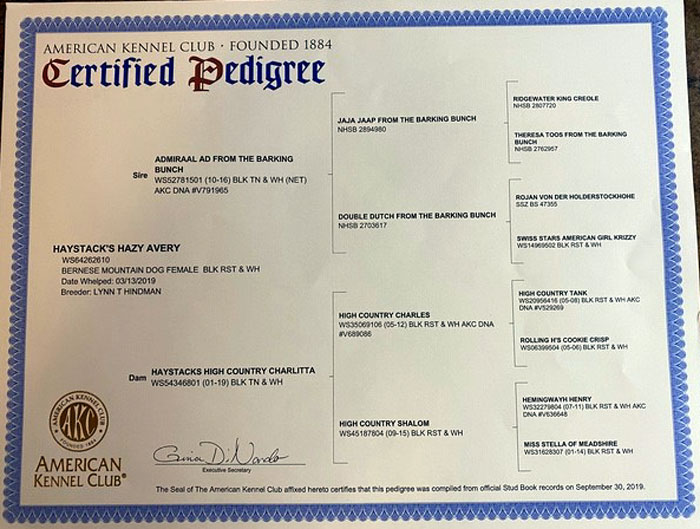 AMERICAN KENNEL CLUB · FOUNDED 1884
Certified Pedigree
RIDGEWATER KING CREOLE
NHSB 2807720
JAJA JAAP FROM THE BARKING BUNCH
NHSB 2894980
THERESA TOOS FROM THE BARKING
BUNCH
NHSB 2762957
Sire
ADMIRAAL AD FROM THE BARKING
BUNCH
WS52781501 (10-16) BLK TN & WH (NET)
AKC DNA #V791965
ROJAN VON DER HOLDERSTOCKHOHE
SSZ BS 47355
DOUBLE DUTCH FROM THE BARKING BUNCH
NHSB 2703617
SWISS STARS AMERICAN GIRL KRIZZY
WS14969502 BLK RST & WH
HAYSTACK'S HAZY AVERY
WS64262610
BERNESE MOUNTAIN DOG FEMALE BLK RST & WH
Date Whelped: 03/13/2019
Breeder: LYNN T HINDMAN
HIGH COUNTRY TANK
WS20956416 (05-08) BLK RST & WH AKC
DNA #V529269
HIGH COUNTRY CHARLES
WS35069106 (05-12) BLK RST & WH AKC DNA
#V689086
ROLLING H'S COOKIE CRISP
WS06399504 (05-06) BLK RST & WH
Dam
HAYSTACKS HIGH COUNTRY CHARLITTA
WS54346801 (01-19) BLK TN & WH
HEMINGWAYH HENRY
WS32279804 (07-11) BLK RST & WH AKC
DNA #V636648
HIGH COUNTRY SHALOM
WS45187804 (09-15) BLK RST & WH
MISS STELLA OF MEADSHIRE
WS31628307 (01-14) BLK RST & WH
AMERICAN KENNEL CLUB
AKC
FOUNDED 1884
AMERICAN
KENNEL CLUB®
Gina D. Nardo
Executive Secretary
The Seal of The American Kennel Club affixed hereto certifies that this pedigree was compiled from official Stud Book records on September 30, 2019.